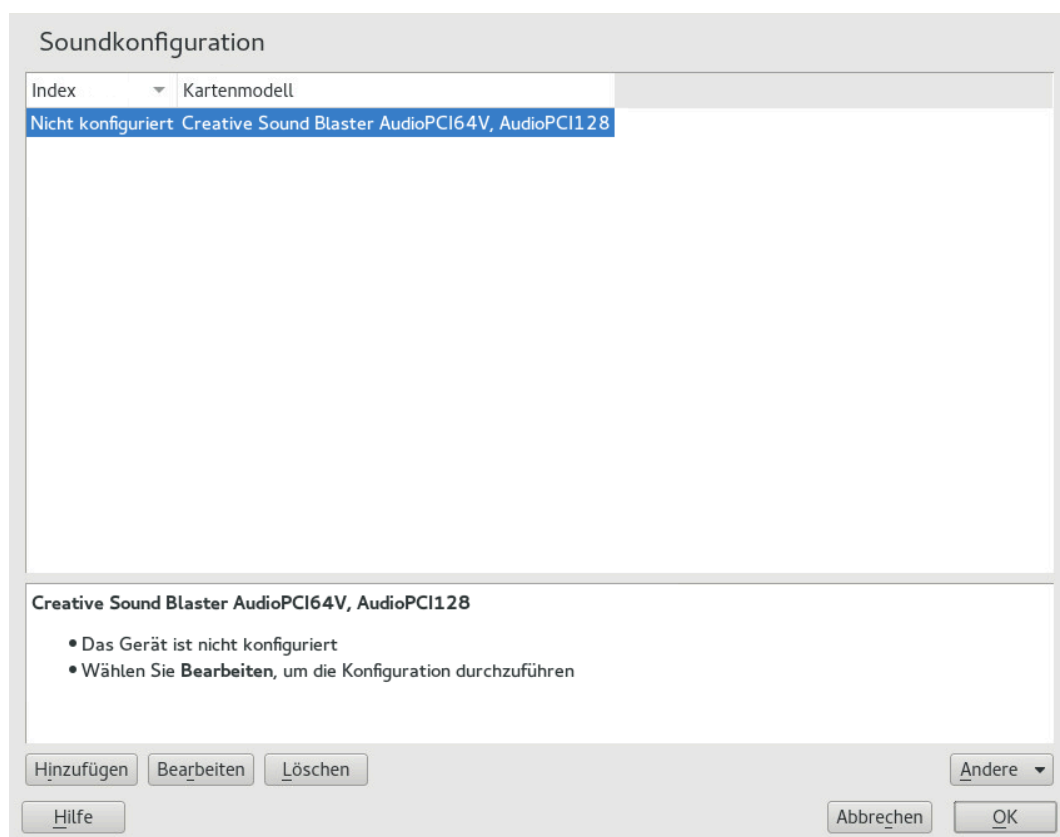 Soundkonfiguration
Index Kartenmodell
Nicht konfiguriert Creative Sound Blaster AudioPCI64V, AudioPCI128
Creative Sound Blaster AudioPCI64V, AudioPCI128
• Das Gerät ist nicht konfiguriert
• Wählen Sie Bearbeiten, um die Konfiguration durchzuführen
Hinzufügen Bearbeiten Löschen Andere
Hilfe Abbrechen OK